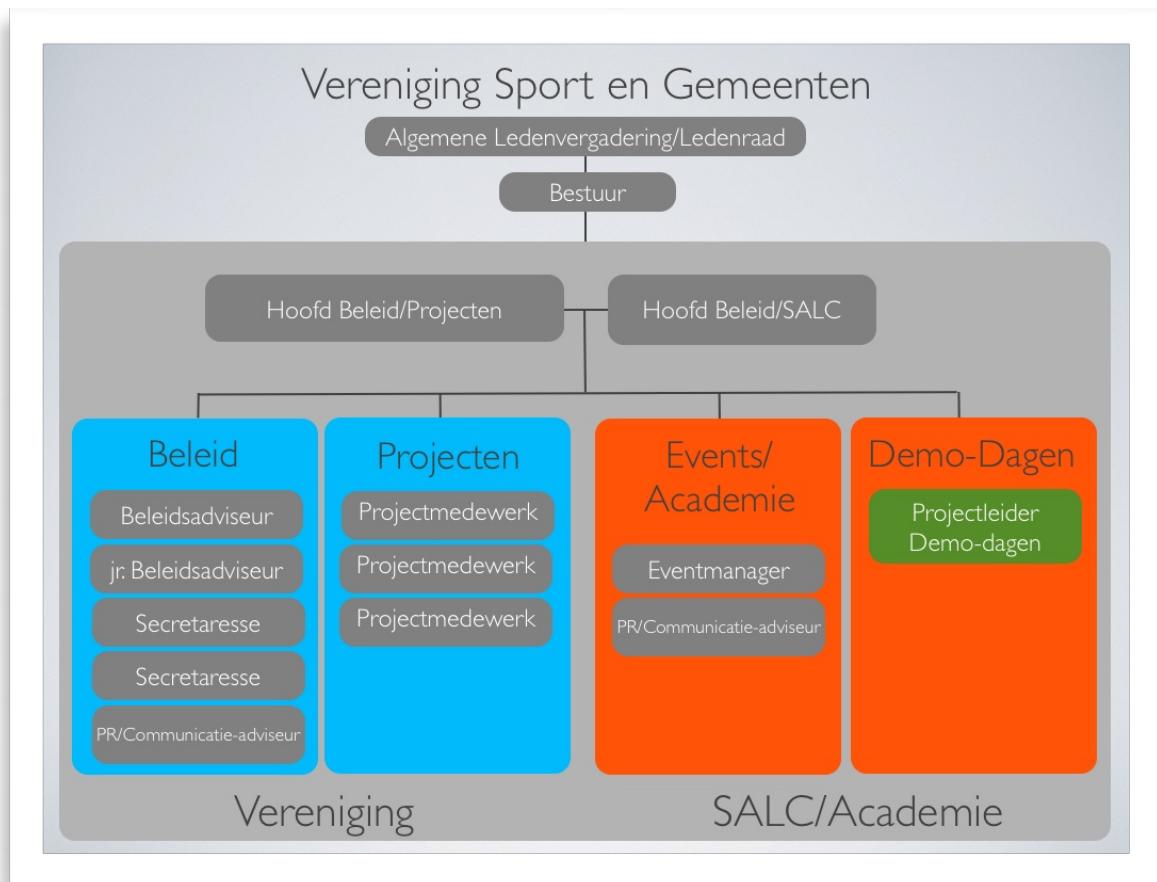 Vereniging Sport en Gemeenten
Algemene Ledenvergadering/Ledenraad
Bestuur
Hoofd Beleid/Projecten
Hoofd Beleid/SALC
Beleid
Beleidsadviseur
jr. Beleidsadviseur
Secretaresse
Secretaresse
PR/Communicatie-adviseur
Projecten
Projectmedewerk
Projectmedewerk
Projectmedewerk
Events/
Academie
Eventmanager
PR/Communicatie-adviseur
Demo-Dagen
Projectleider
Demo-dagen
Vereniging
SALC/Academie